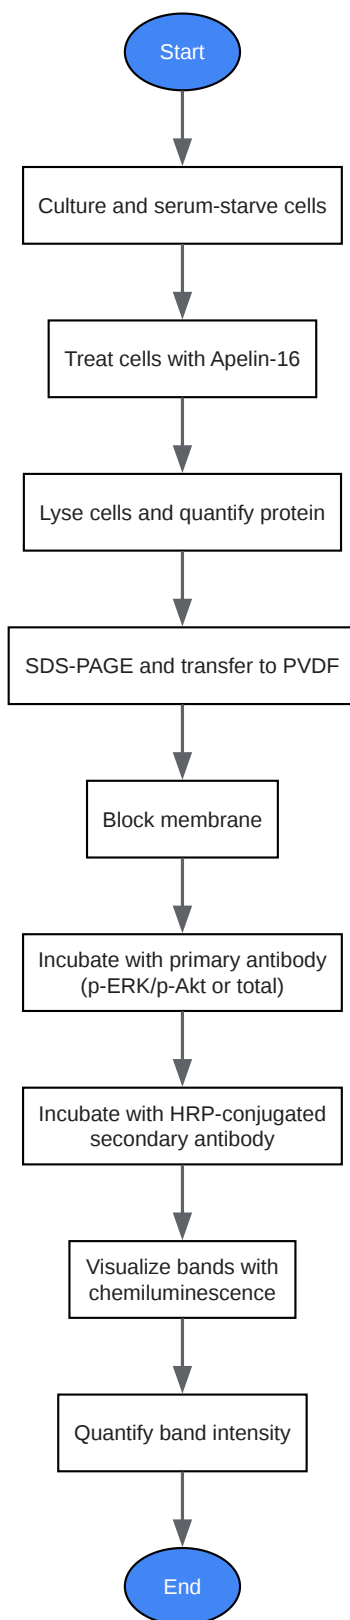 Start
Culture and serum-starve cells
Treat cells with Apelin-16
Lyse cells and quantify protein
SDS-PAGE and transfer to PVDF
Block membrane
Incubate with primary antibody
(p-ERK/p-Akt or total)
Incubate with HRP-conjugated
secondary antibody
Visualize bands with
chemiluminescence
Quantify band intensity
End